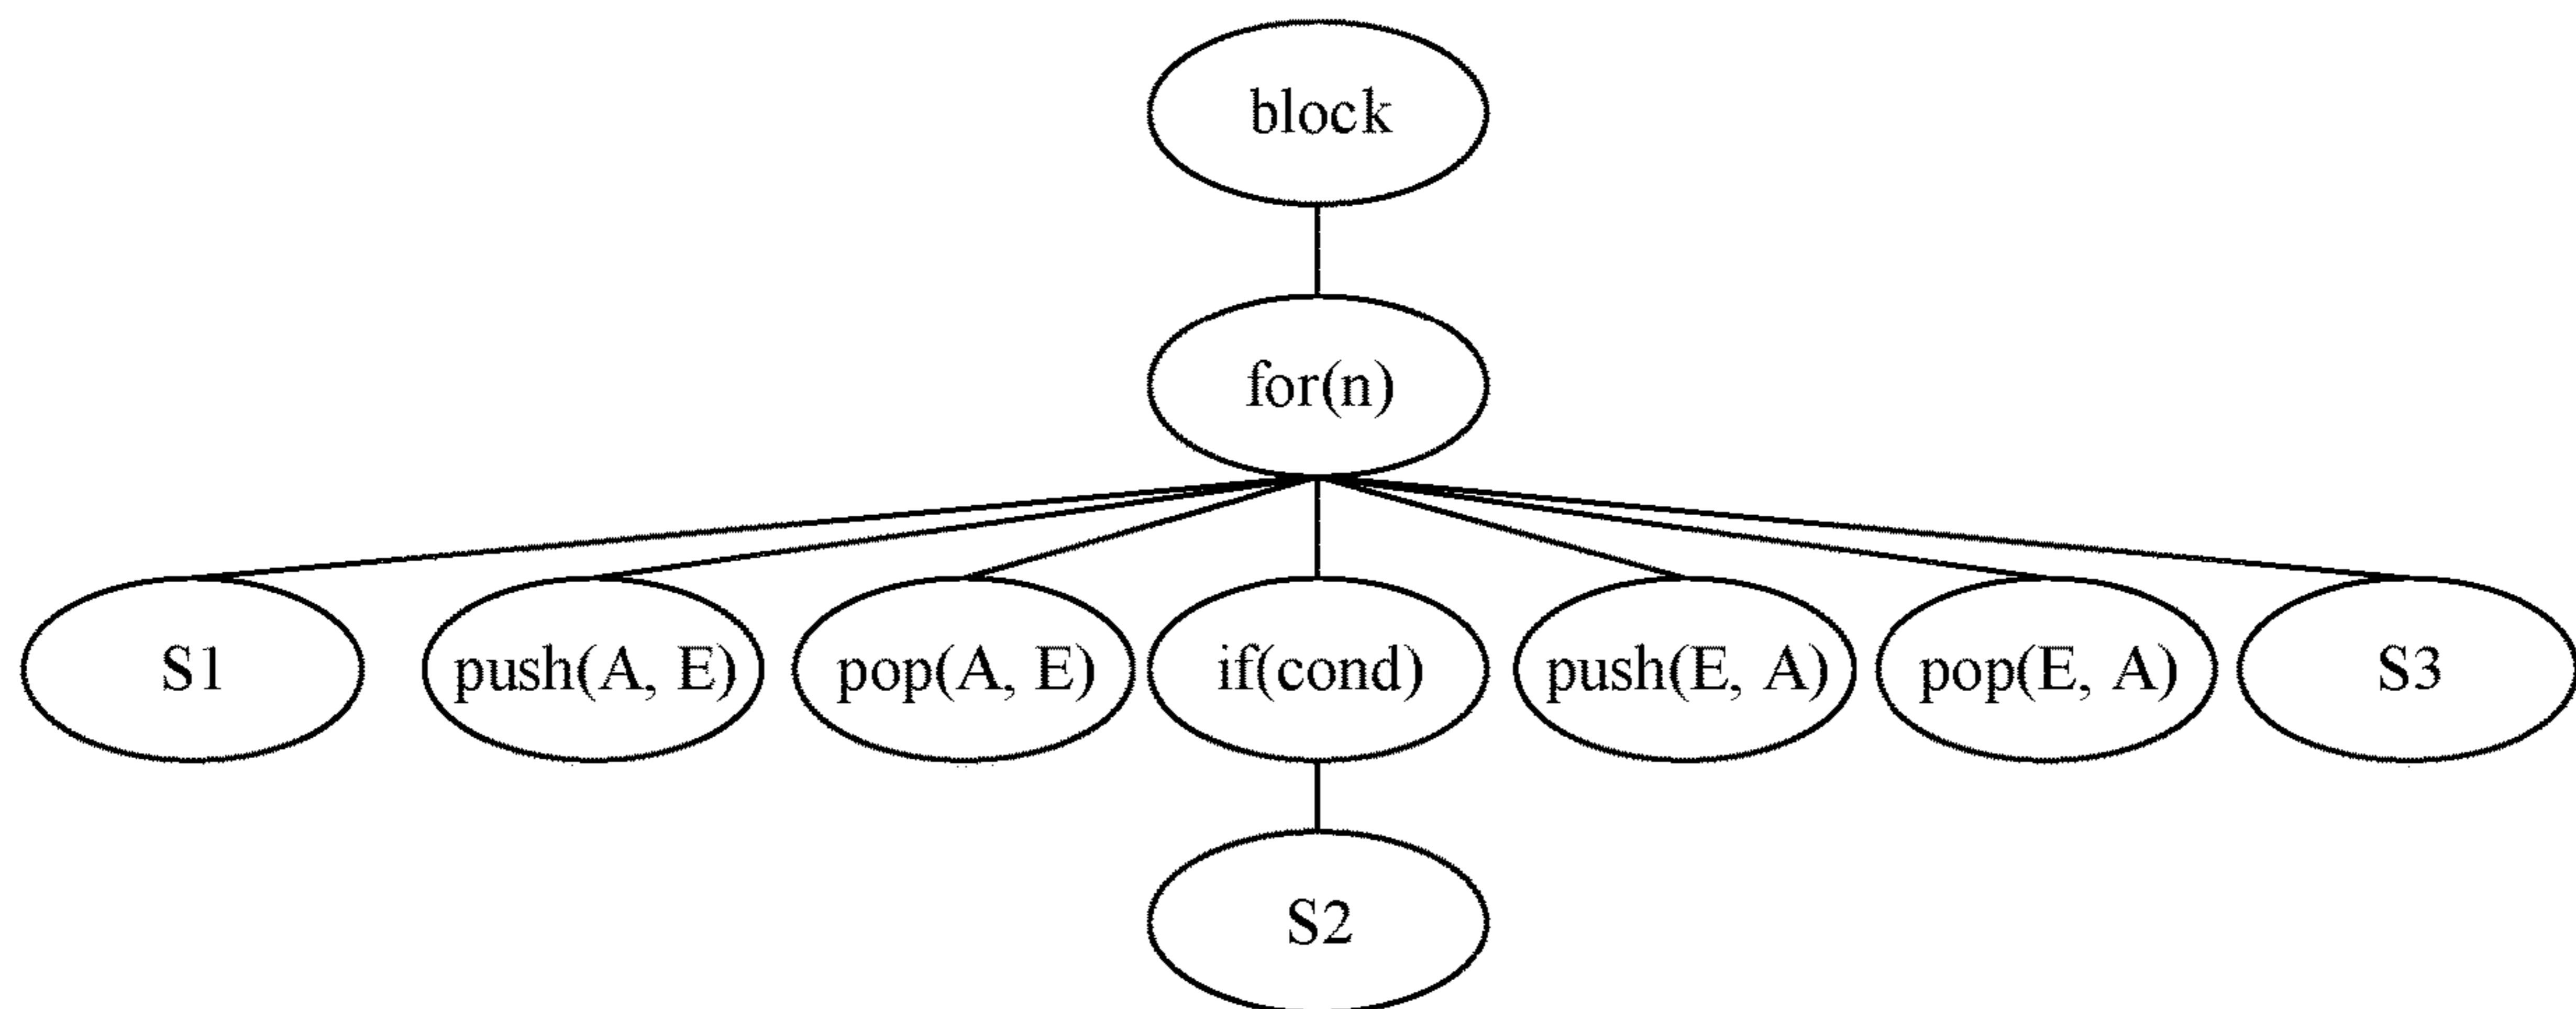 block
for(n)
S1 push(A, E) pop(A, E) if(cond) push(E, A) pop(E, A) S3
S2